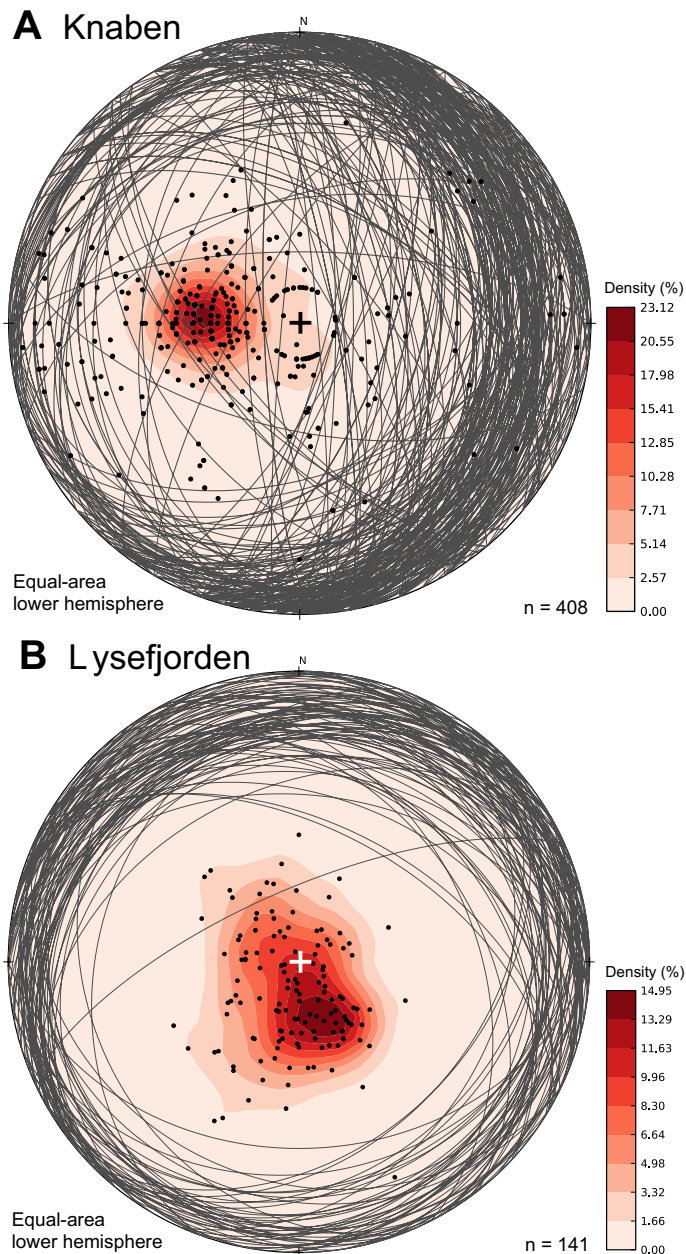 A Knaben
N
Density (%)
23.12
20.55
17.98
15.41
12.85
10.28
7.71
5.14
2.57
0.00
Equal-area
lower hemisphere
n = 408
B Lysefjorden
N
Density (%)
14.95
13.29
11.63
9.96
8.30
6.64
4.98
3.32
1.66
0.00
Equal-area
lower hemisphere
n = 141